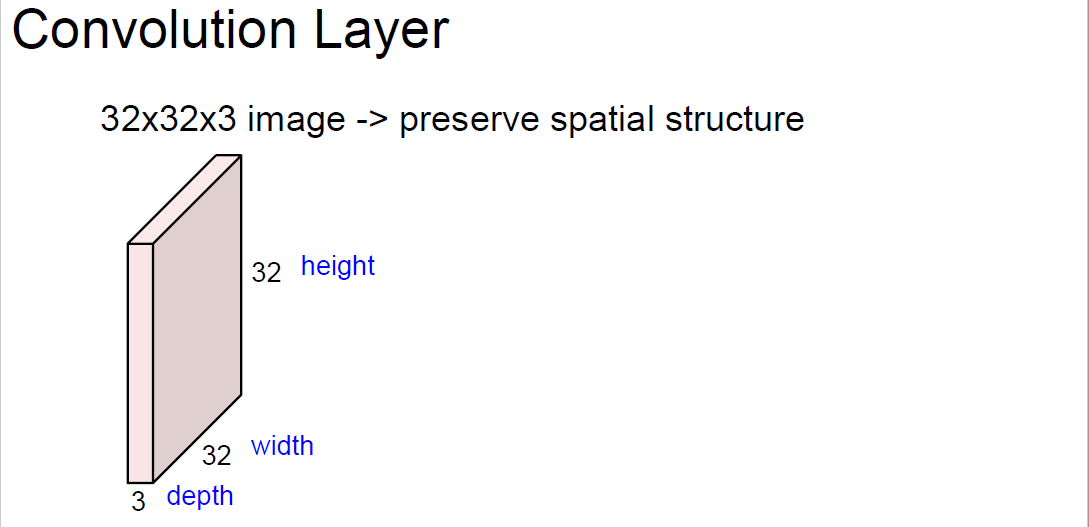 Convolution Layer
32x32x3 image -> preserve spatial structure
32 height
32 width
3 depth